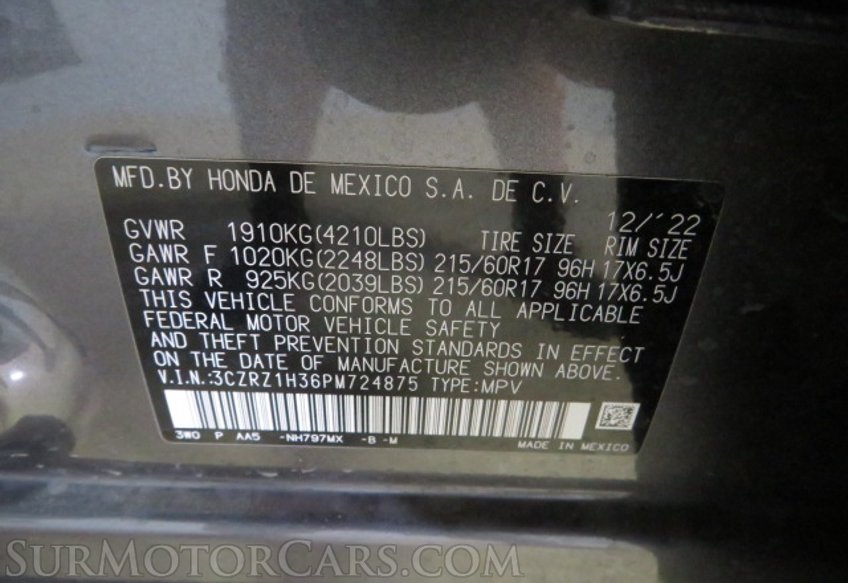 MFD.BY HONDA DE MEXICO S.A. DE C.V.
12/'22
GVWR 1910KG(4210LBS) TIRE SIZE RIM SIZE
GAWR F 1020KG(2248LBS) 215/60R17 96H 17X6.5J
GAWR R 925KG(2039LBS) 215/60R17 96H 17X6.5J
THIS VEHICLE CONFORMS TO ALL APPLICABLE
FEDERAL MOTOR VEHICLE SAFETY
AND THEFT PREVENTION STANDARDS IN EFFECT
ON THE DATE OF MANUFACTURE SHOWN ABOVE.
V.I.N.:3CZRZ1H36PM724875 TYPE:MPV
3W0 P AA5 -NH797MX -B -M
MADE IN MEXICO
SURMOTORCARS.COM